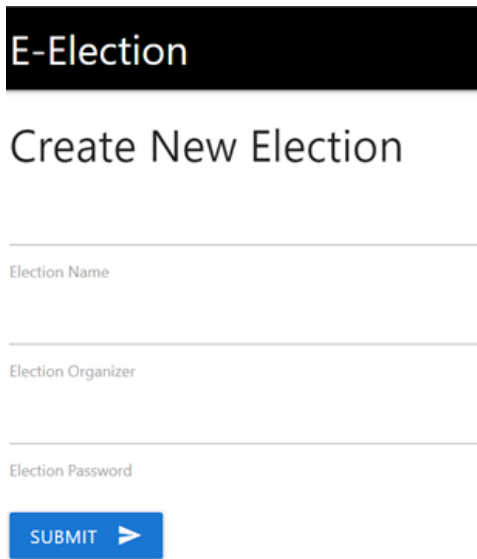 E-Election
Create New Election
Election Name
Election Organizer
Election Password
SUBMIT